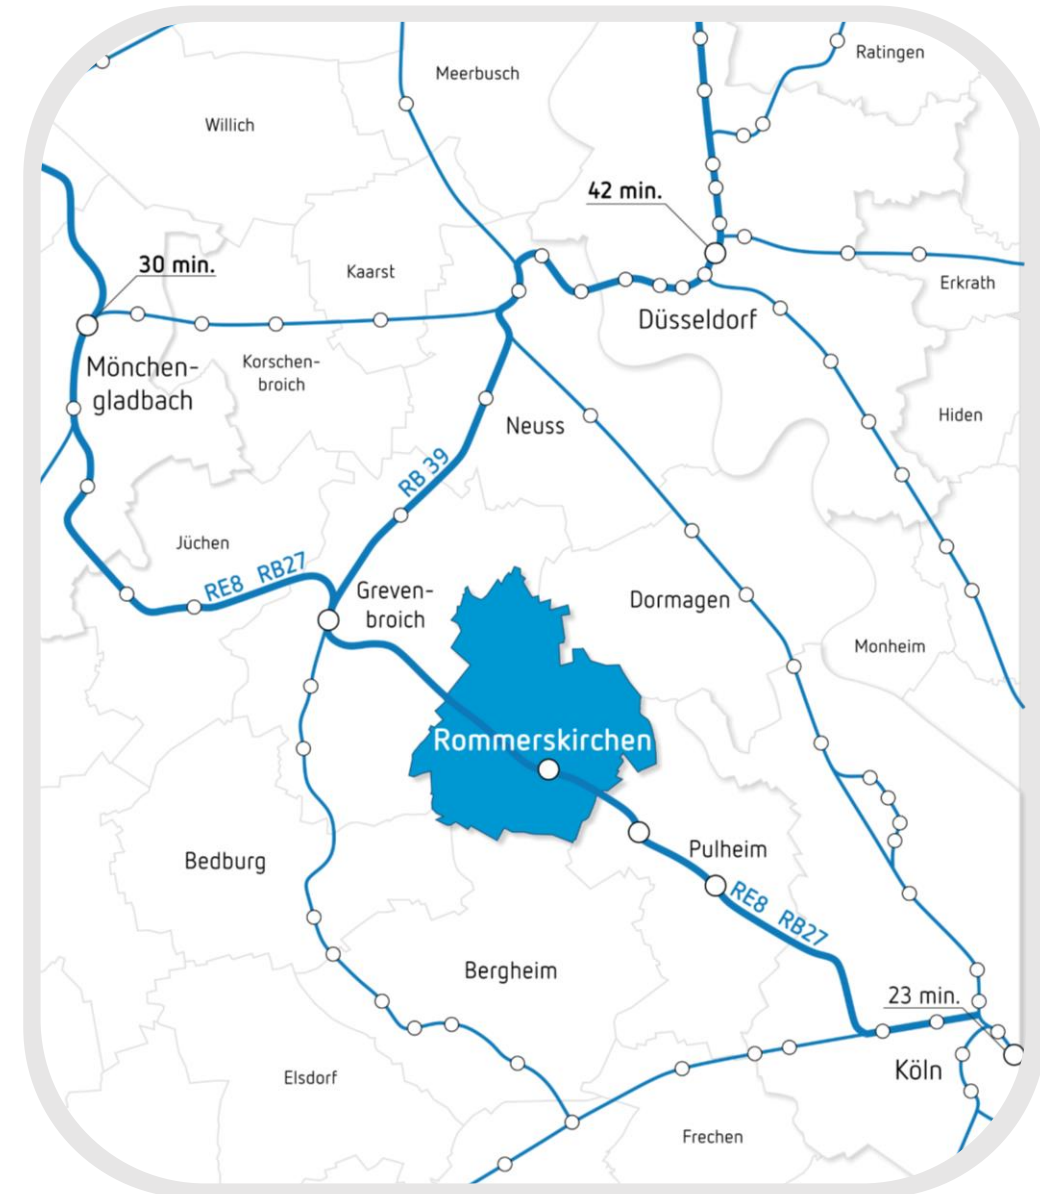 Ratingen
Meerbusch
Willich
42 min.
30 min.
Kaarst
Erkrath
Düsseldorf
Mönchen-
gladbach
Korschen-
broich
Hiden
Neuss
RB 39
Jüchen
RE8 RB27
Greven-
broich
Dormagen
Monheim
Rommerskirchen
Pulheim
Bedburg
RE8 RB27
Bergheim
23 min.
Köln
Elsdorf
Frechen